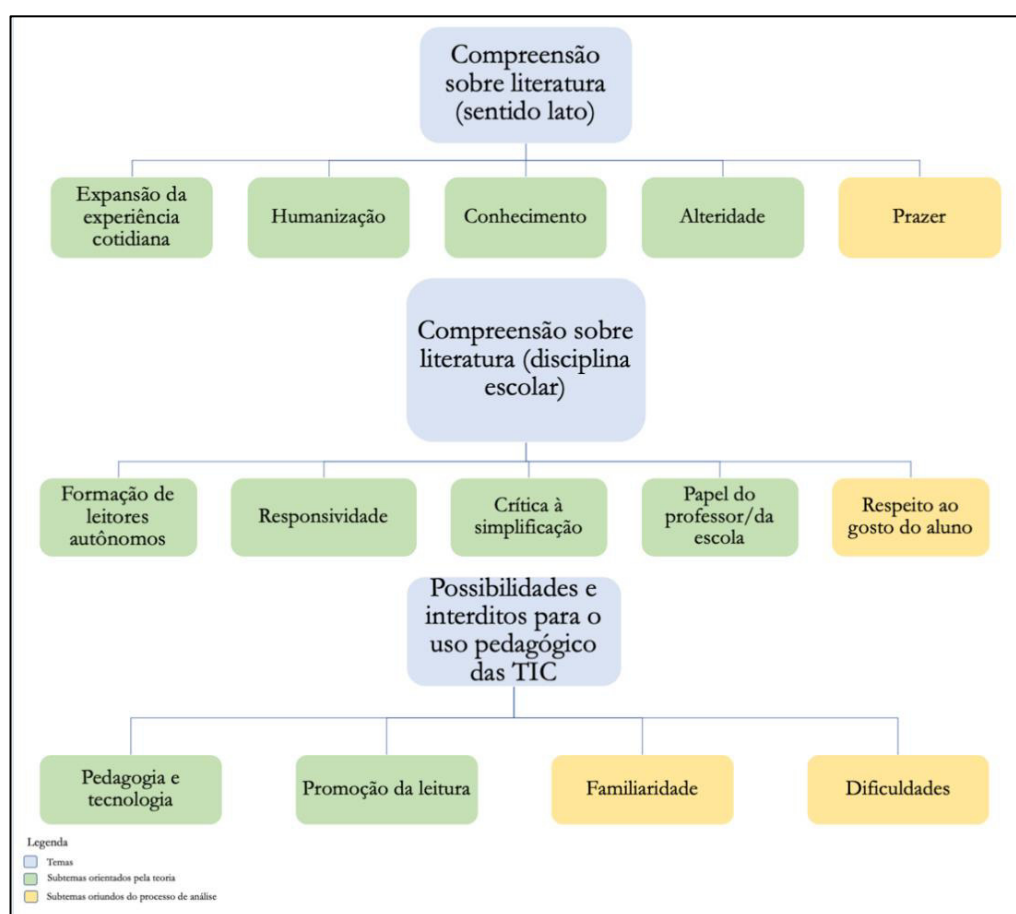 Compreensão
sobre literatura
(sentido lato)
Expansão da
experiência
cotidiana
Humanização
Conhecimento
Alteridade
Prazer
Compreensão sobre
literatura (disciplina
escolar)
Formação de
leitores
autônomos
Responsividade
Crítica à
simplificação
Papel do
professor/da
escola
Respeito ao
gosto do aluno
Possibilidades e
interditos para o
uso pedagógico
das TIC
Pedagogia e
tecnologia
Promoção da leitura
Familiaridade
Dificuldades
Legenda
Temas
Subtemas orientados pela teoria
Subtemas oriundos do processo de análise